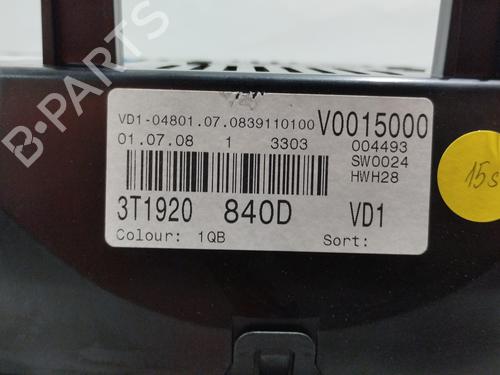 VD1-04801.07.0839110100 V0015000
01.07.08 1 3303 004493
SW0024
HWH28
3T1920 840D VD1
Colour: 1QB Sort:
15s
B-PARTS